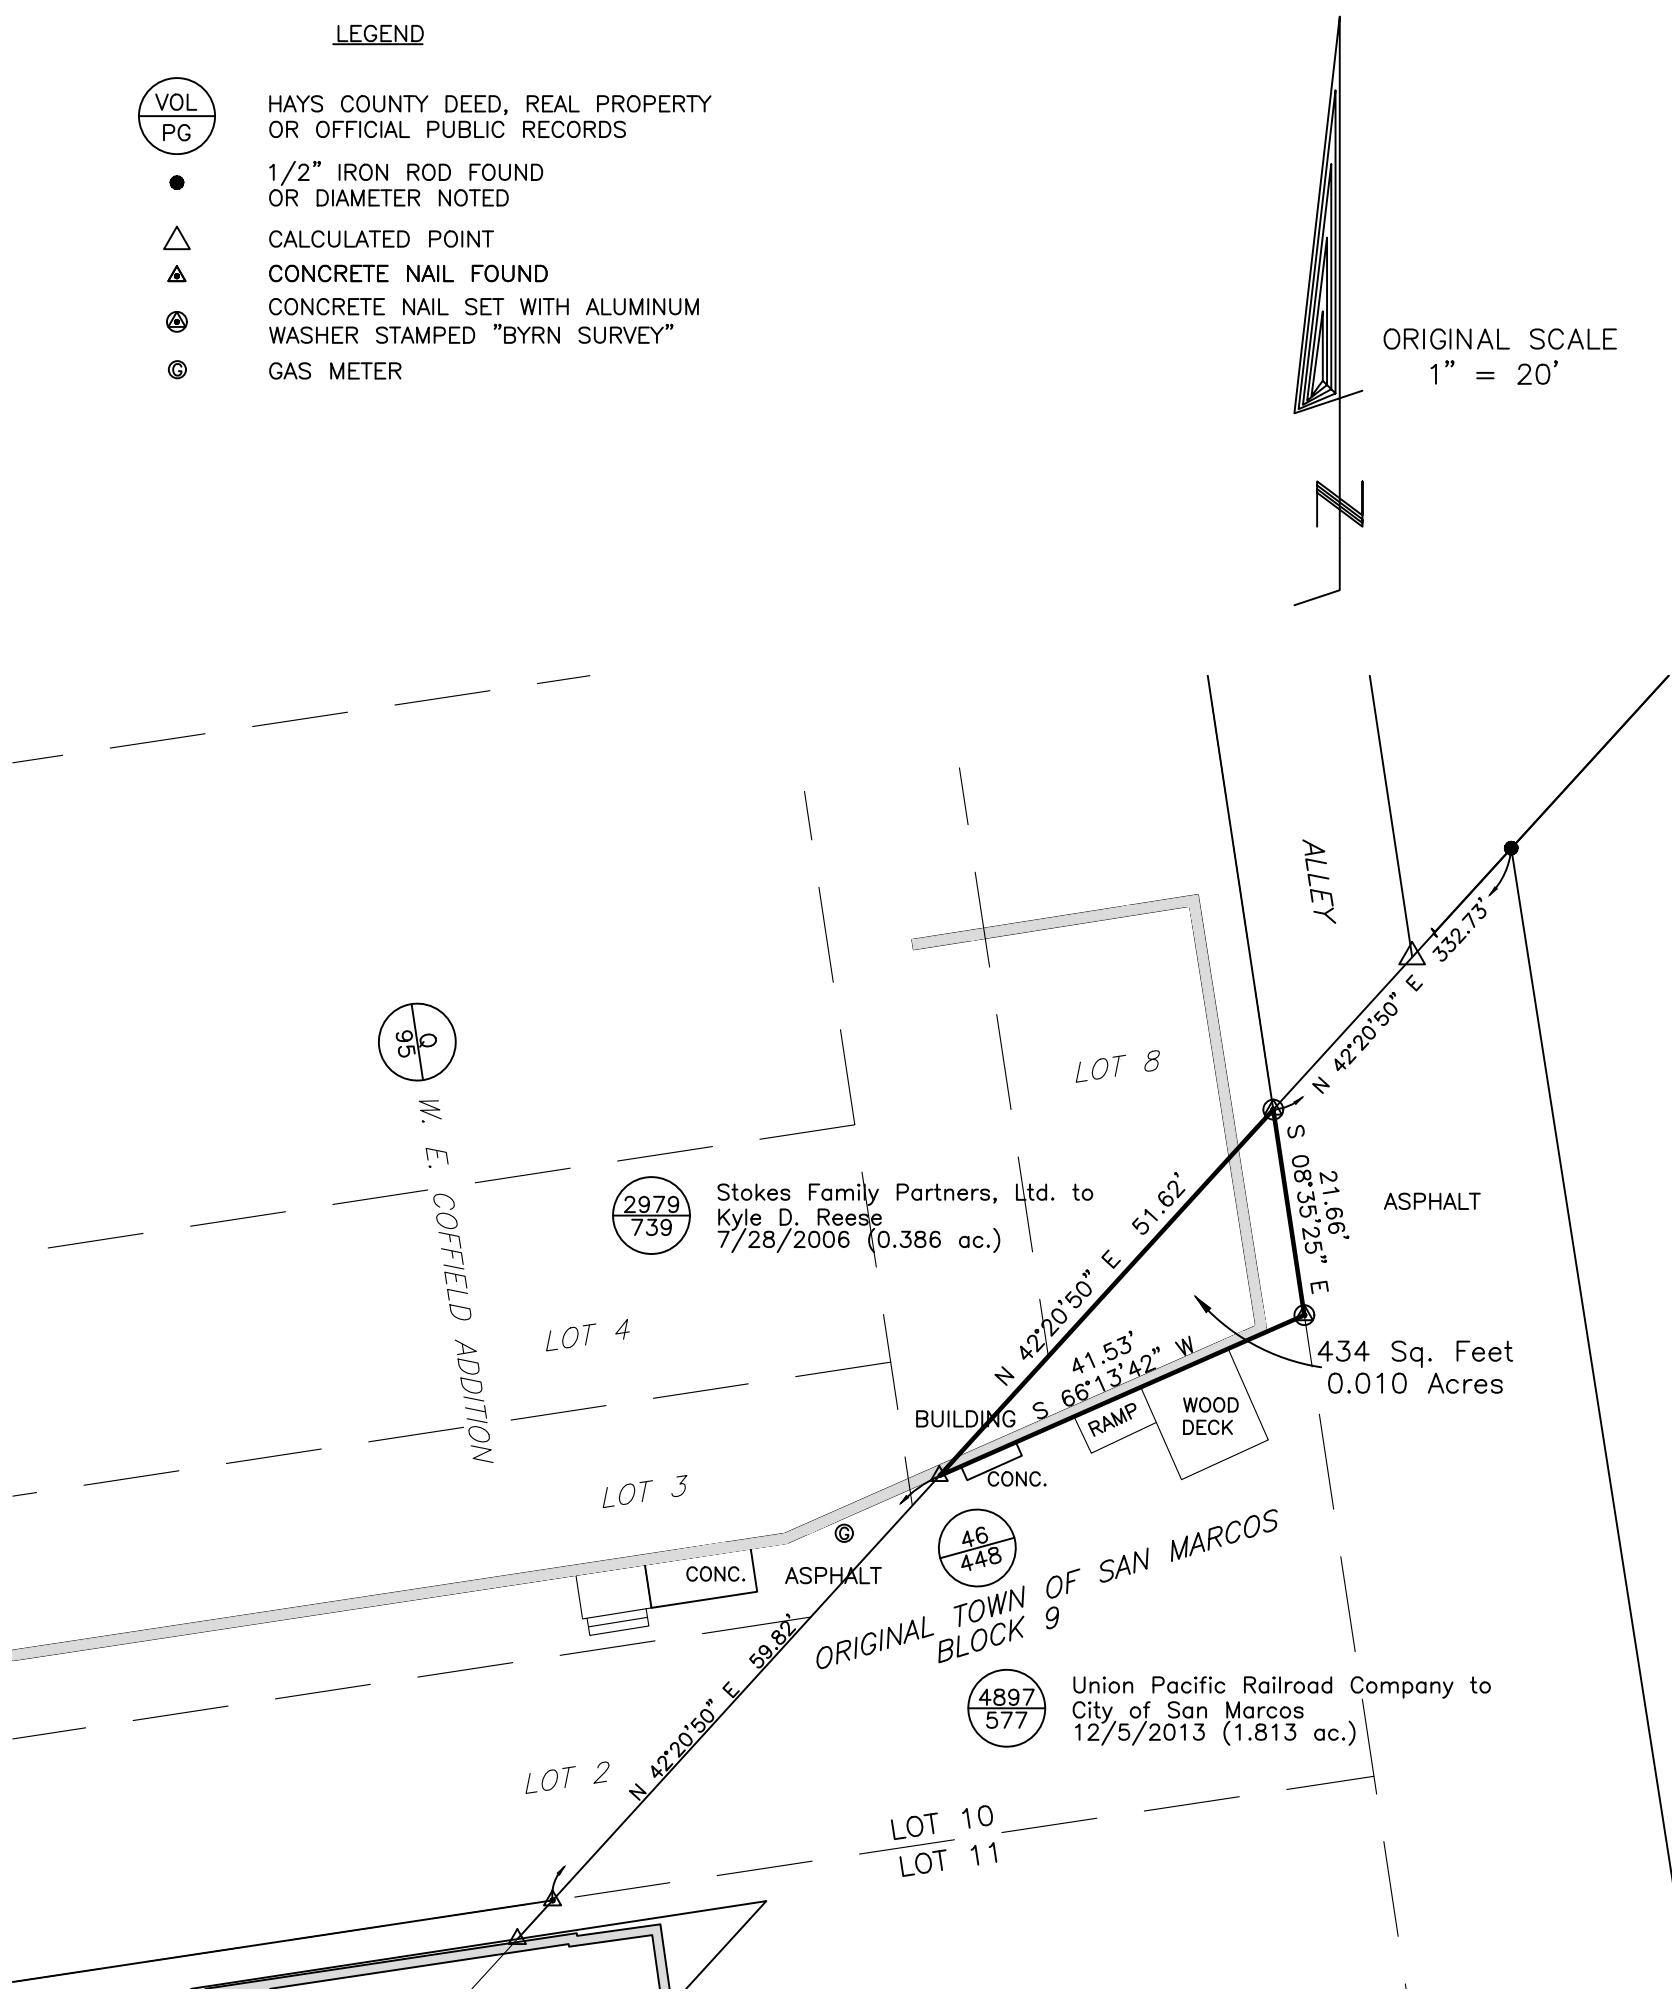 LEGEND
VOL
PG
HAYS COUNTY DEED, REAL PROPERTY
OR OFFICIAL PUBLIC RECORDS
1/2" IRON ROD FOUND
OR DIAMETER NOTED
CALCULATED POINT
CONCRETE NAIL FOUND
CONCRETE NAIL SET WITH ALUMINUM
WASHER STAMPED "BYRN SURVEY"
G
GAS METER
ORIGINAL SCALE
1" = 20'
N
ALLEY
332.73'
N 42°20'50" E
Q
95
W. E. COFFIELD ADDITION
LOT 8
2979
739
Stokes Family Partners, Ltd. to
Kyle D. Reese
7/28/2006 (0.386 ac.)
N 42°20'50" E 51.62'
21.66'
S 08°35'25" E
ASPHALT
LOT 4
41.53'
S 66°13'42" W
434 Sq. Feet
0.010 Acres
BUILDING
RAMP
WOOD
DECK
CONC.
LOT 3
G
46
448
CONC.
ASPHALT
ORIGINAL TOWN OF SAN MARCOS
BLOCK 9
N 42°20'50" E 59.82'
4897
577
Union Pacific Railroad Company to
City of San Marcos
12/5/2013 (1.813 ac.)
LOT 2
LOT 10
LOT 11